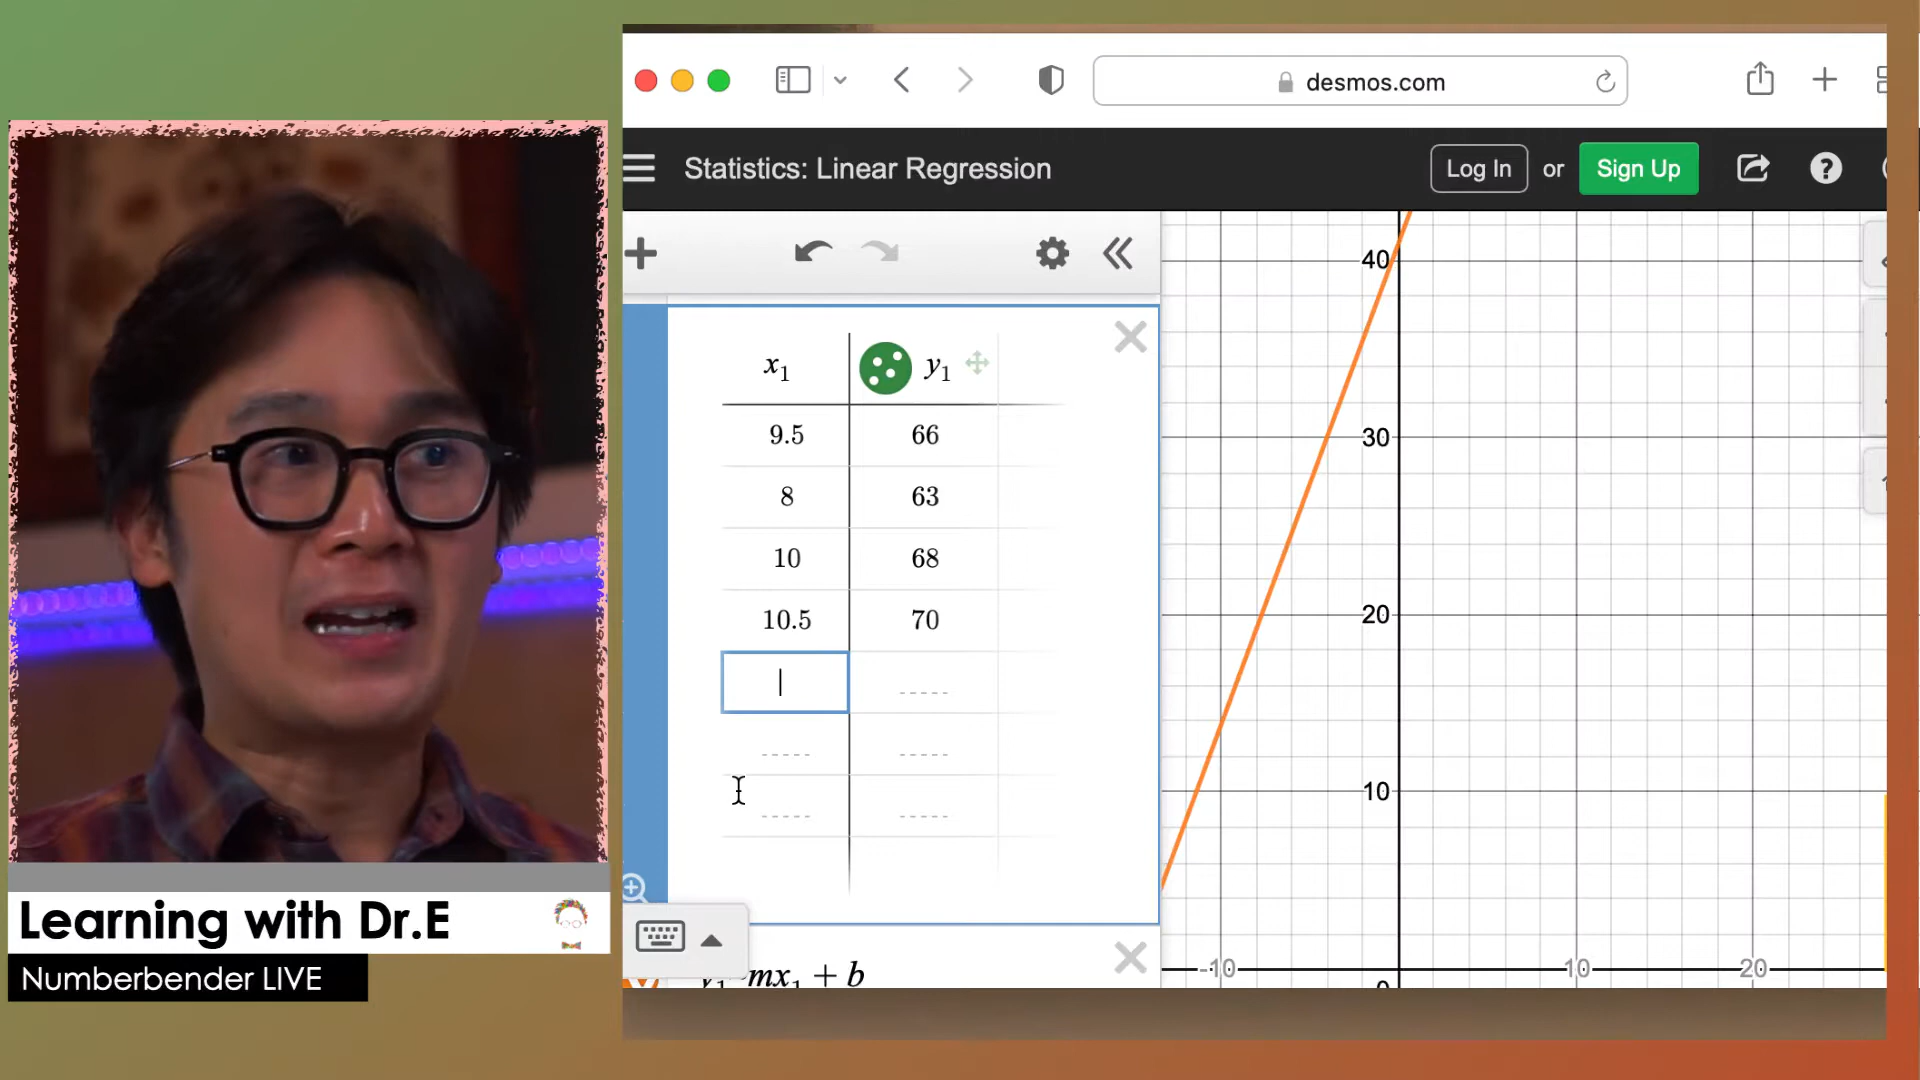 desmos.com
Statistics: Linear Regression
Log In or Sign Up
x₁ y₁
9.5 66
8 63
10 68
10.5 70
40
30
20
10
-10 0 10 20
mx₁ + b
Learning with Dr.E
Numberbender LIVE